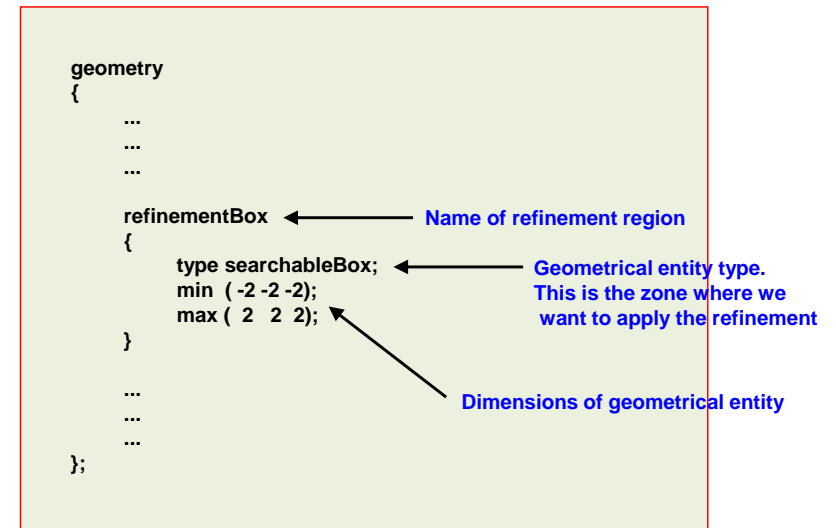 geometry
{
...
...
...
refinementBox
Name of refinement region
{
type searchableBox;
Geometrical entity type.
This is the zone where we
want to apply the refinement
min ( -2 -2 -2);
max ( 2 2 2);
}
Dimensions of geometrical entity
...
...
...
};